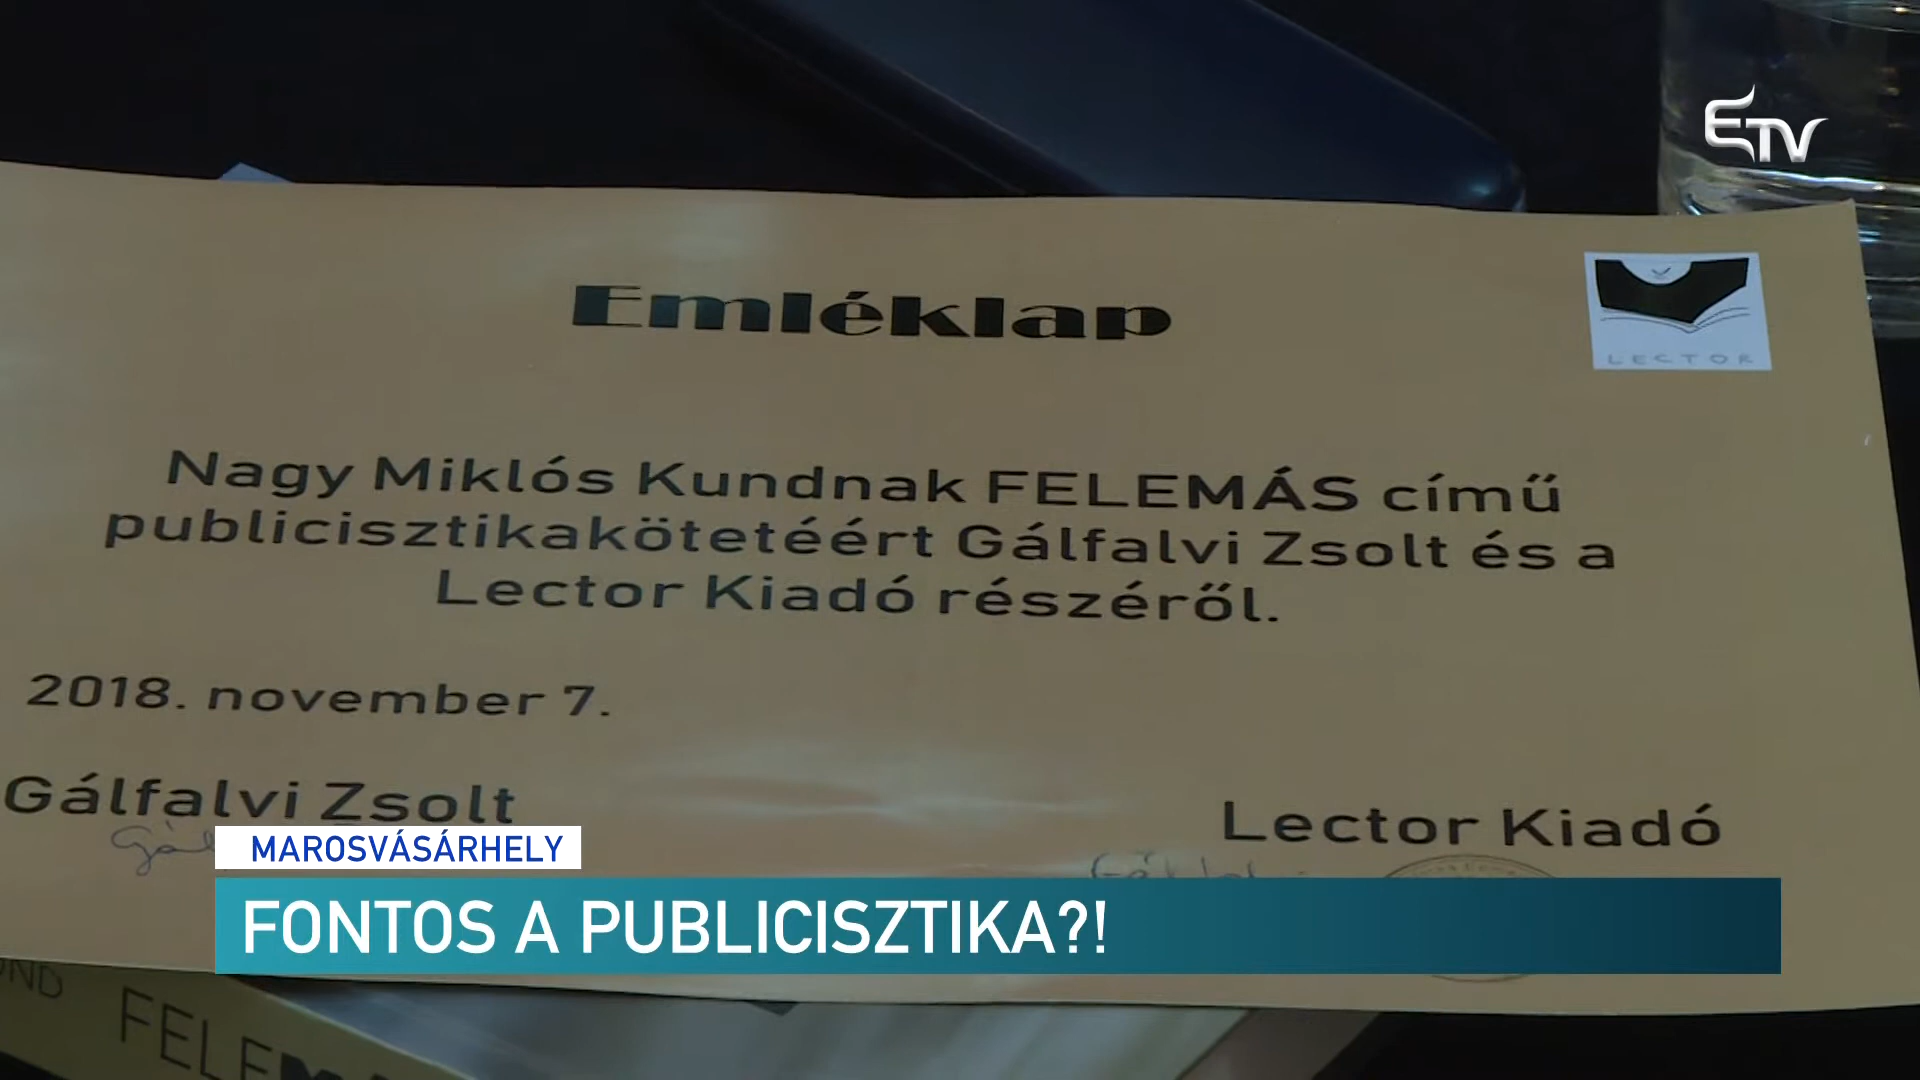 ETV
Emléklap
LECTOR
Nagy Miklós Kundnak FELEMÁS című
publicisztikakötetéért Gálfalvi Zsolt és a
Lector Kiadó részéről.
2018. november 7.
Gálfalvi Zsolt
Lector Kiadó
MAROSVÁSÁRHELY
FONTOS A PUBLICISZTIKA?!